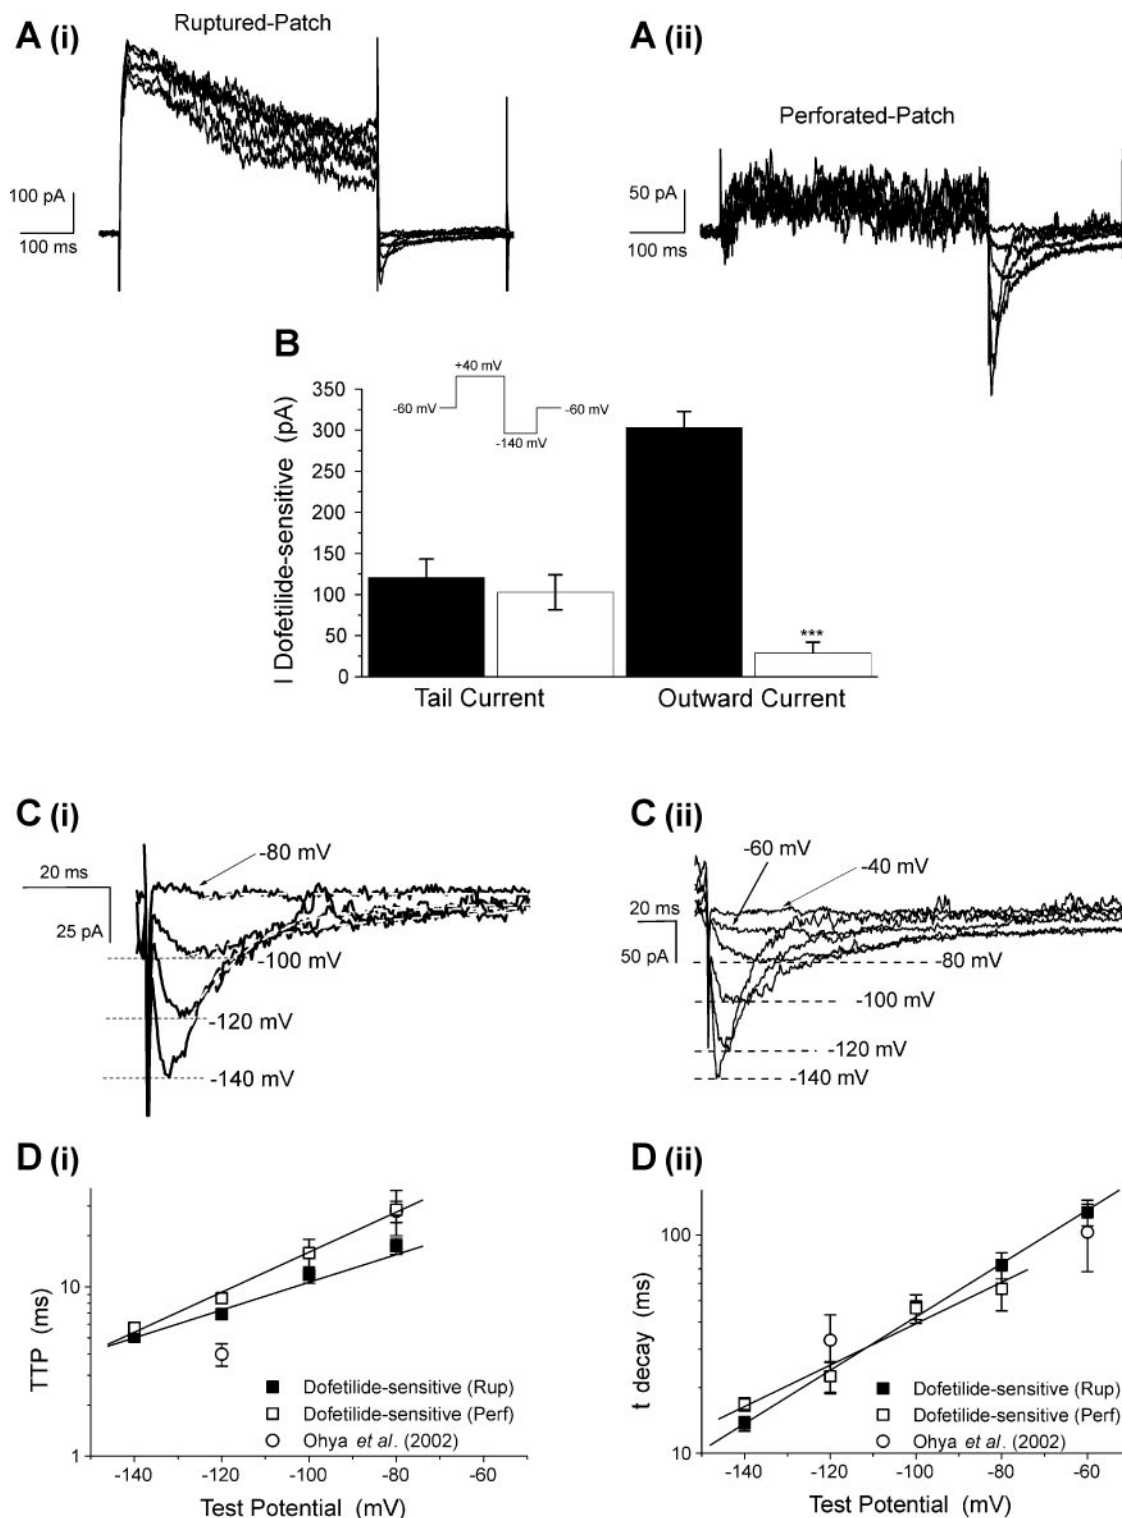 A (i)
Ruptured-Patch
100 pA
100 ms
A (ii)
Perforated-Patch
50 pA
100 ms
B
I Dofetilide-sensitive (pA)
350
300
250
200
150
100
50
0
+40 mV
-60 mV
-60 mV
-140 mV
***
Tail Current
Outward Current
C (i)
20 ms
25 pA
-80 mV
-100 mV
-120 mV
-140 mV
C (ii)
20 ms
50 pA
-60 mV
-40 mV
-80 mV
-100 mV
-120 mV
-140 mV
D (i)
TTP (ms)
10
1
Dofetilide-sensitive (Rup)
Dofetilide-sensitive (Perf)
Ohya et al. (2002)
-140
-120
-100
-80
-60
Test Potential (mV)
D (ii)
t decay (ms)
100
10
Dofetilide-sensitive (Rup)
Dofetilide-sensitive (Perf)
Ohya et al. (2002)
-140
-120
-100
-80
-60
Test Potential (mV)